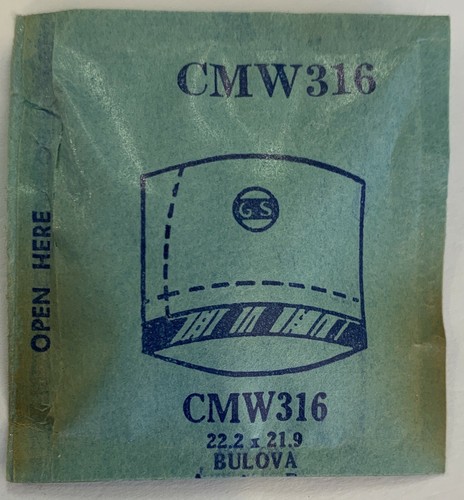 CMW316
OPEN HERE
GS
CMW316
22.2 x 21.9
BULOVA